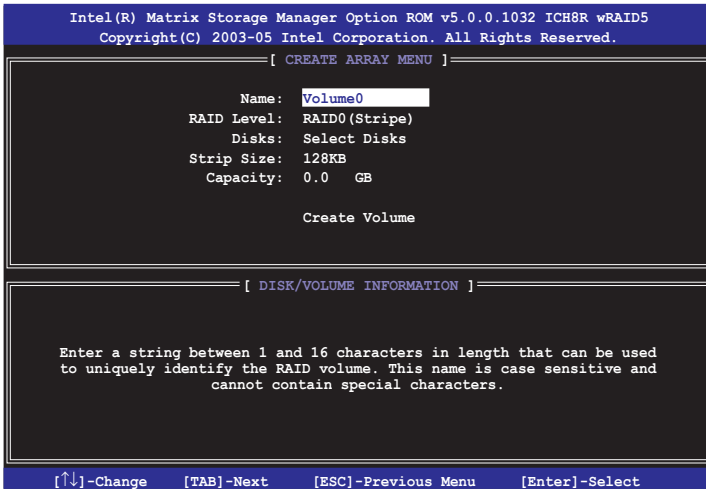 Intel(R) Matrix Storage Manager Option ROM v5.0.0.1032 ICH8R wRAID5
Copyright(C) 2003-05 Intel Corporation. All Rights Reserved.
[ CREATE ARRAY MENU ]
Name: Volume0
RAID Level: RAID0(Stripe)
Disks: Select Disks
Strip Size: 128KB
Capacity: 0.0 GB
Create Volume
[ DISK/VOLUME INFORMATION ]
Enter a string between 1 and 16 characters in length that can be used
to uniquely identify the RAID volume. This name is case sensitive and
cannot contain special characters.
[↑↓]-Change [TAB]-Next [ESC]-Previous Menu [Enter]-Select